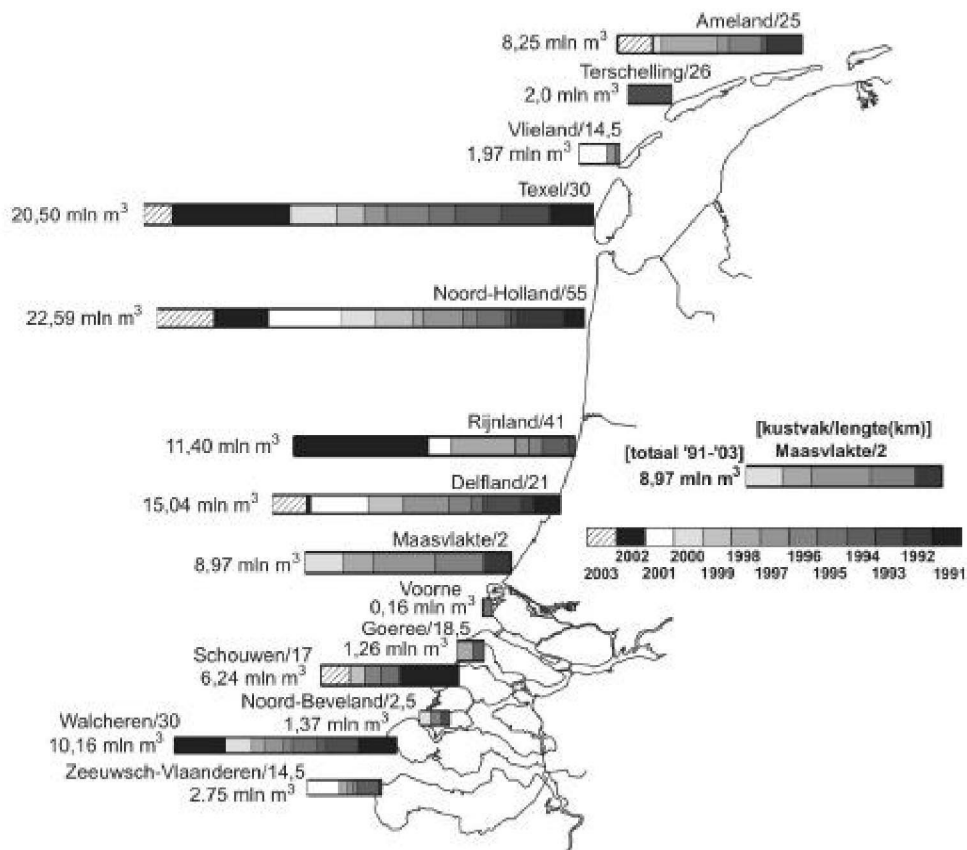 Ameland/25
8,25 mln m³
Terschelling/26
2,0 mln m³
Vlieland/14,5
1,97 mln m³
Texel/30
20,50 mln m³
Noord-Holland/55
22,59 mln m³
Rijnland/41
11,40 mln m³
[kustvak/lengte(km)]
[totaal '91-'03] Maasvlakte/2
8,97 mln m³
Delfland/21
15,04 mln m³
Maasvlakte/2
8,97 mln m³
2002 2000 1998 1996 1994 1992
2003 2001 1999 1997 1995 1993 1991
Voorne
0,16 mln m³
Goeree/18,5
1,26 mln m³
Schouwen/17
6,24 mln m³
Noord-Beveland/2,5
1,37 mln m³
Walcheren/30
10,16 mln m³
Zeeuwsch-Vlaanderen/14,5
2.75 mln m³